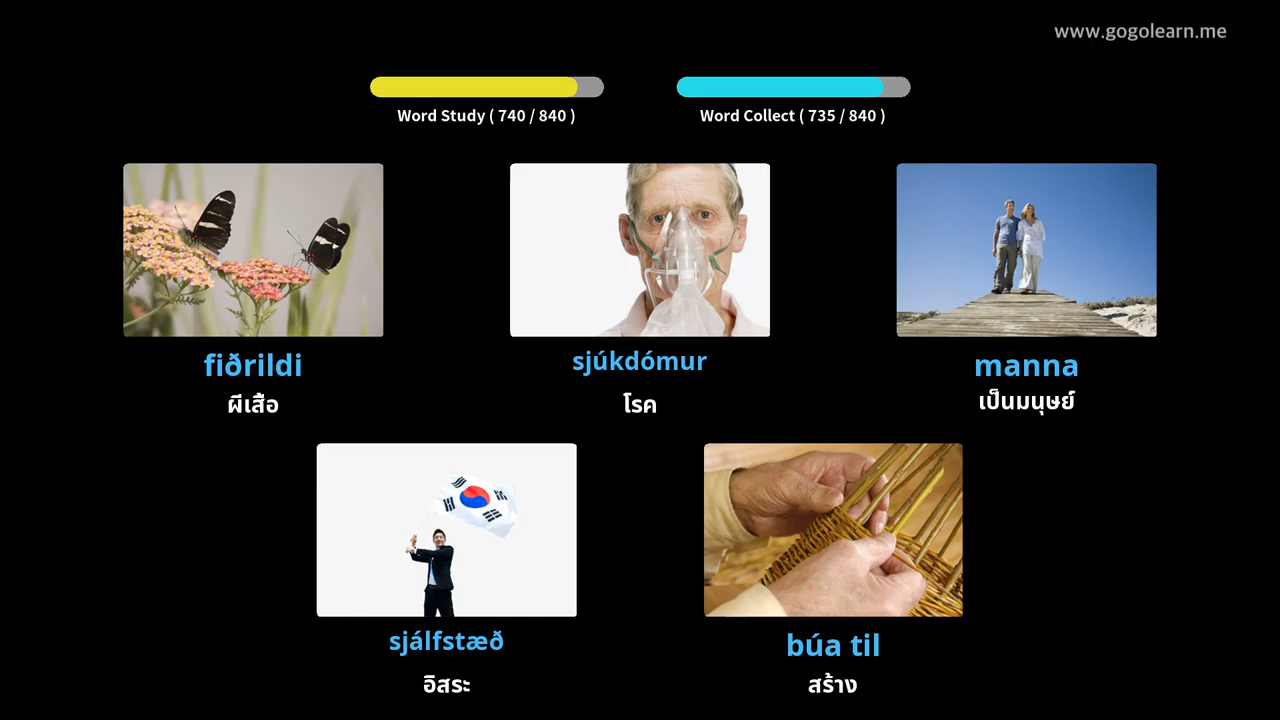 www.gogolearn.me
Word Study ( 740 / 840 )
Word Collect ( 735 / 840 )
fiðrildi
ผีเสื้อ
sjúkdómur
โรค
manna
เป็นมนุษย์
sjálfstæð
อิสระ
búa til
สร้าง